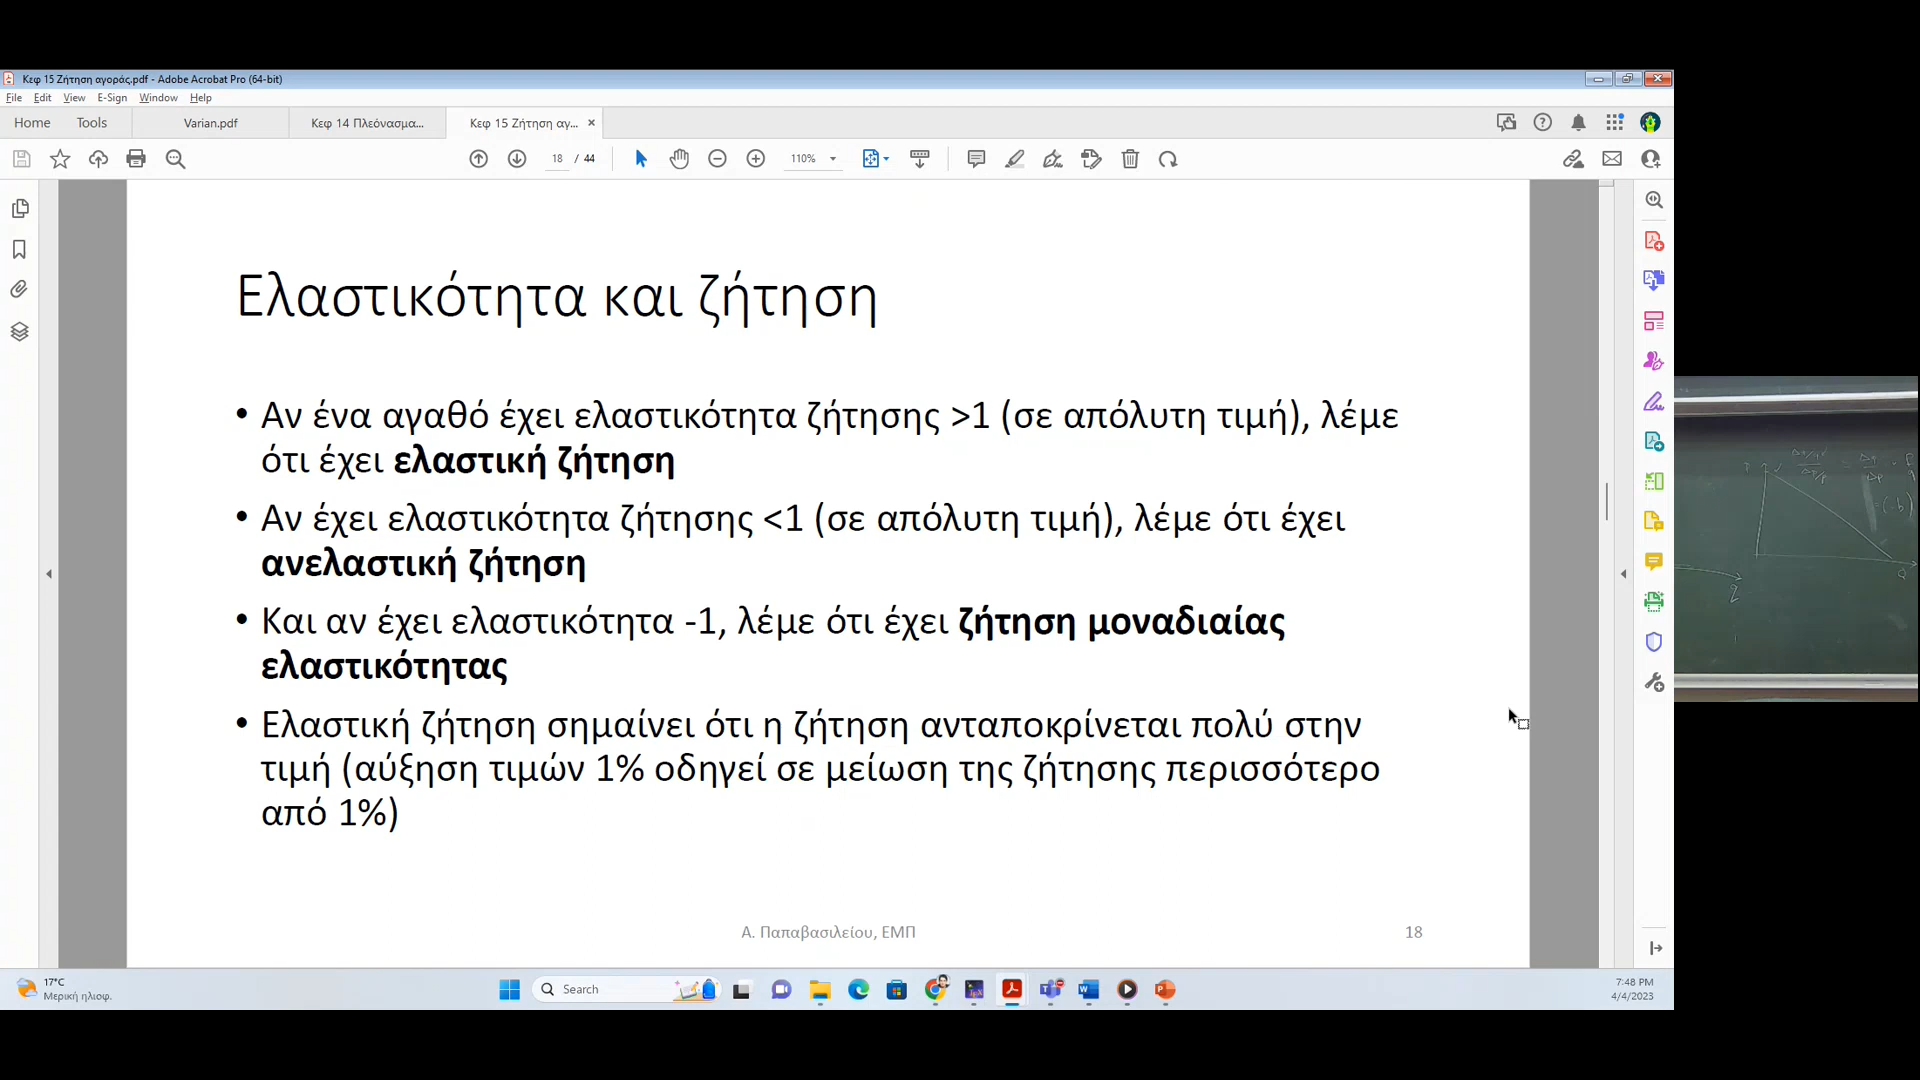 Κεφ 15 Ζήτηση αγοράς.pdf - Adobe Acrobat Pro (64-bit)
File Edit View E-Sign Window Help
Home Tools Varian.pdf Κεφ 14 Πλεόνασμα... Κεφ 15 Ζήτηση αγ...
18 / 44 110%
Ελαστικότητα και ζήτηση
• Αν ένα αγαθό έχει ελαστικότητα ζήτησης >1 (σε απόλυτη τιμή), λέμε
ότι έχει ελαστική ζήτηση
• Αν έχει ελαστικότητα ζήτησης <1 (σε απόλυτη τιμή), λέμε ότι έχει
ανελαστική ζήτηση
• Και αν έχει ελαστικότητα -1, λέμε ότι έχει ζήτηση μοναδιαίας
ελαστικότητας
• Ελαστική ζήτηση σημαίνει ότι η ζήτηση ανταποκρίνεται πολύ στην
τιμή (αύξηση τιμών 1% οδηγεί σε μείωση της ζήτησης περισσότερο
από 1%)
Α. Παπαβασιλείου, ΕΜΠ 18
17°C
Μερική ηλιοφ.
Search
7:48 PM
4/4/2023